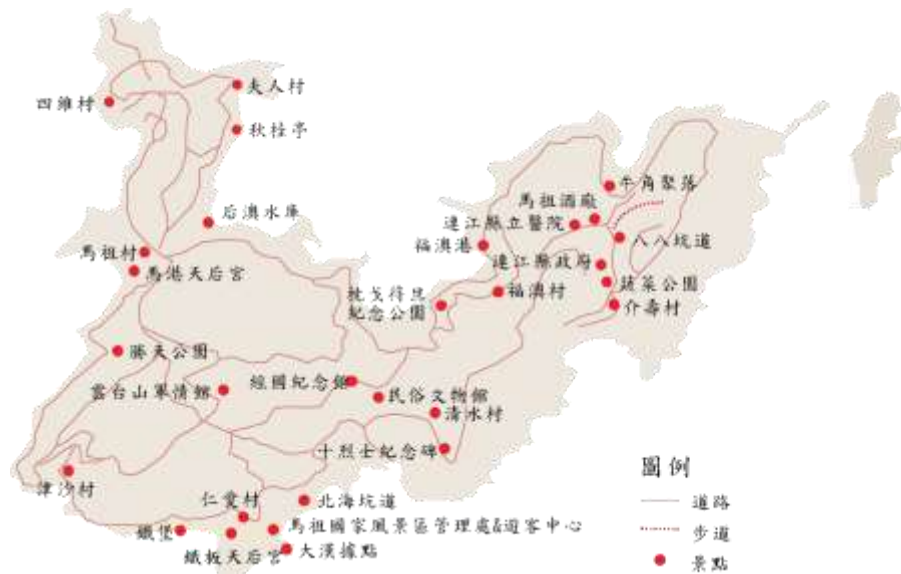 夫人村
四維村
秋桂亭
牛角聚落
馬祖酒廠
后澳水庫
連江縣立醫院
福澳港
八八坑道
馬祖村
連江縣政府
馬港天后宮
蔬菜公園
枕戈待旦
紀念公園
福澳村
介壽村
勝天公園
經國紀念館
雲台山軍情館
民俗文物館
清水村
十烈士紀念碑
圖例
津沙村
仁愛村
北海坑道
道路
鐵堡
馬祖國家風景區管理處&遊客中心
步道
鐵板天后宮
大漢據點
景點